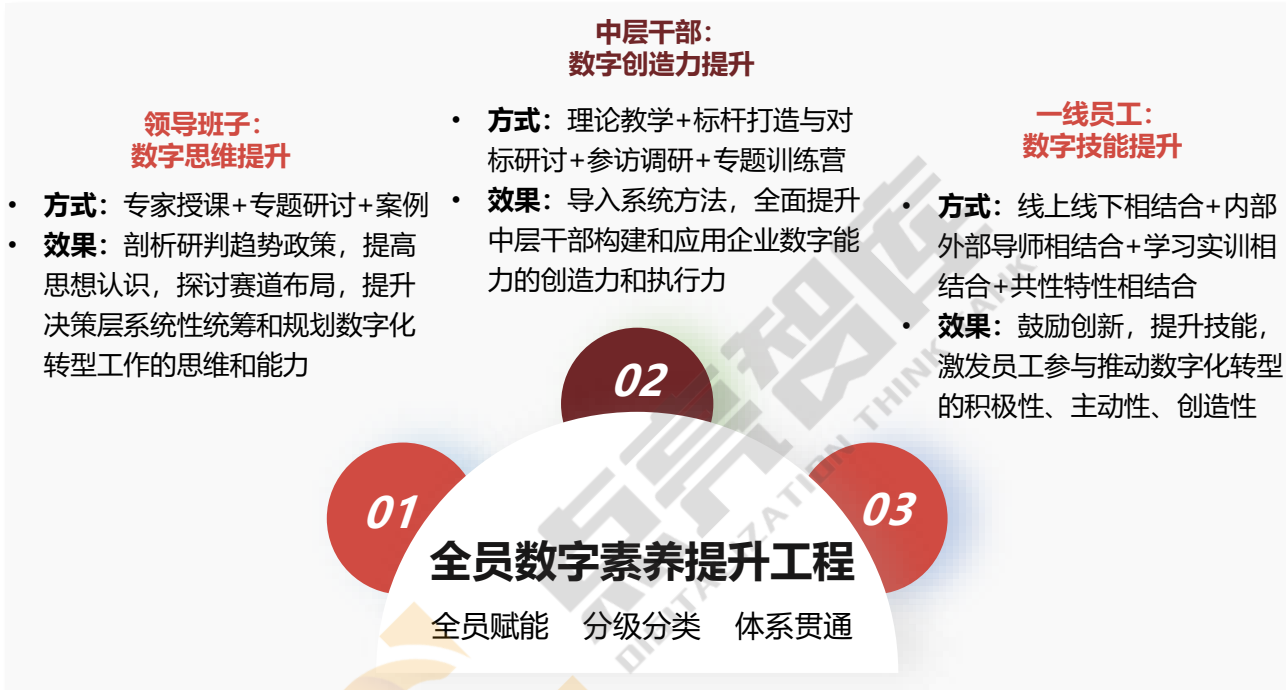 中层干部：
数字创造力提升
领导班子：
数字思维提升
• 方式：专家授课+专题研讨+案例
• 效果：剖析研判趋势政策，提高
思想认识，探讨赛道布局，提升
决策层系统性统筹和规划数字化
转型工作的思维和能力
• 方式：理论教学+标杆打造与对
标研讨+参访调研+专题训练营
• 效果：导入系统方法，全面提升
中层干部构建和应用企业数字能
力的创造力和执行力
一线员工：
数字技能提升
• 方式：线上线下相结合+内部
外部导师相结合+学习实训相
结合+共性特性相结合
• 效果：鼓励创新，提升技能，
激发员工参与推动数字化转型
的积极性、主动性、创造性
01
02
03
全员数字素养提升工程
全员赋能 分级分类 体系贯通
点亮智库
DIGITALIZATION THINK TANK